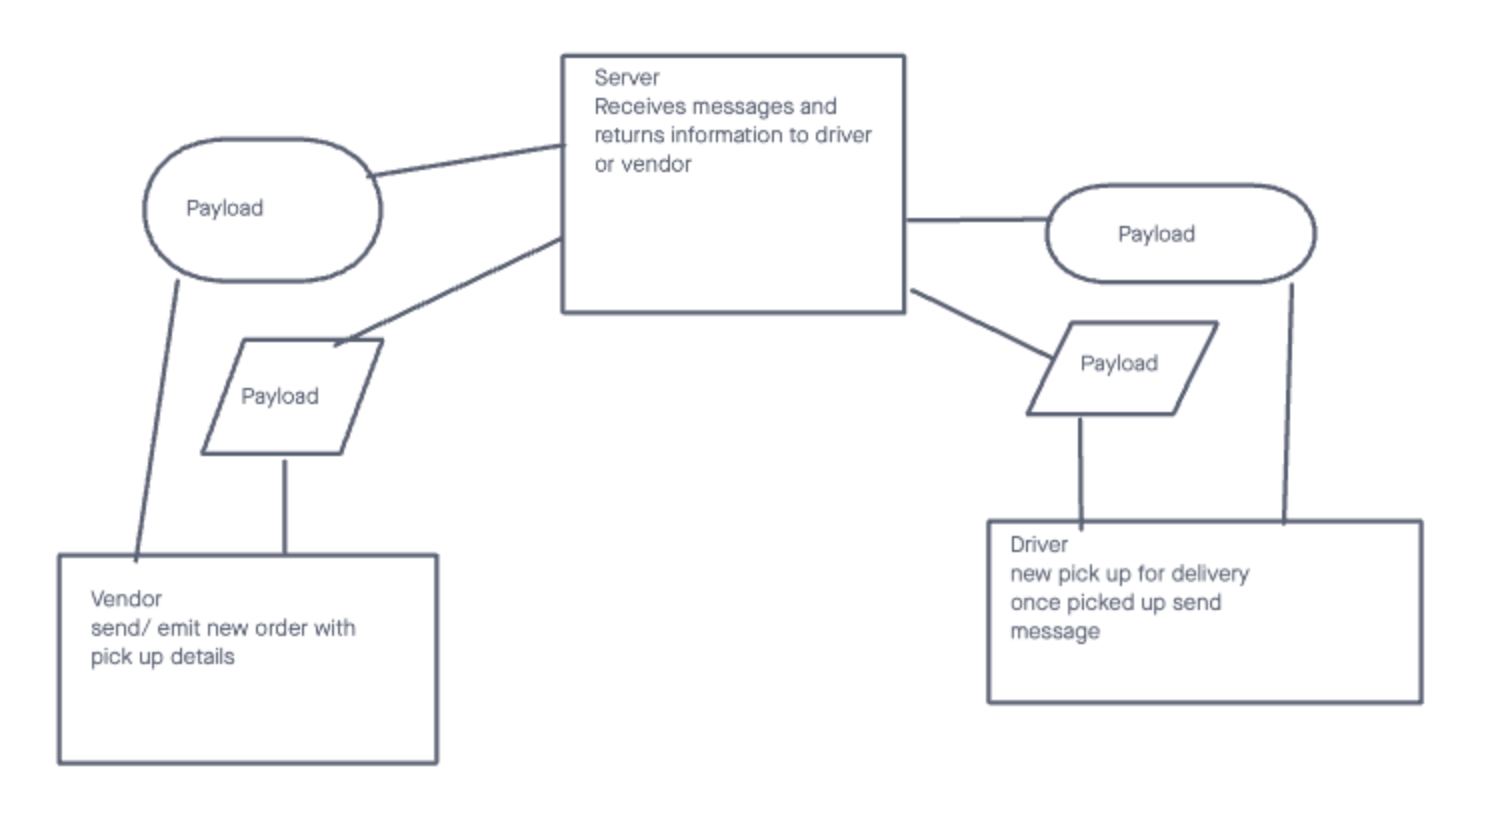 Server
Receives messages and
returns information to driver
or vendor
Payload
Payload
Payload
Payload
Vendor
send/ emit new order with
pick up details
Driver
new pick up for delivery
once picked up send
message